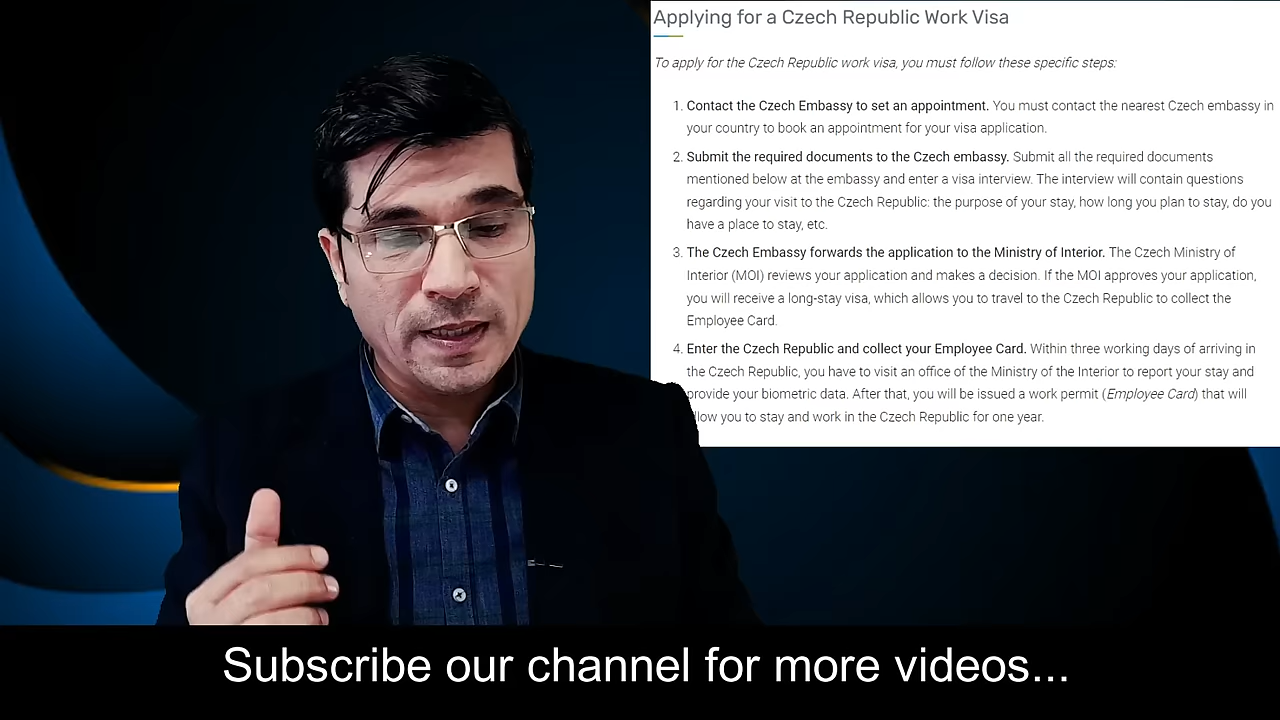 Applying for a Czech Republic Work Visa
To apply for the Czech Republic work visa, you must follow these specific steps:
1. Contact the Czech Embassy to set an appointment. You must contact the nearest Czech embassy in
your country to book an appointment for your visa application.
2. Submit the required documents to the Czech embassy. Submit all the required documents
mentioned below at the embassy and enter a visa interview. The interview will contain questions
regarding your visit to the Czech Republic: the purpose of your stay, how long you plan to stay, do you
have a place to stay, etc.
3. The Czech Embassy forwards the application to the Ministry of Interior. The Czech Ministry of
Interior (MOI) reviews your application and makes a decision. If the MOI approves your application,
you will receive a long-stay visa, which allows you to travel to the Czech Republic to collect the
Employee Card.
4. Enter the Czech Republic and collect your Employee Card. Within three working days of arriving in
the Czech Republic, you have to visit an office of the Ministry of the Interior to report your stay and
provide your biometric data. After that, you will be issued a work permit (Employee Card) that will
you to stay and work in the Czech Republic for one year.
Subscribe our channel for more videos...